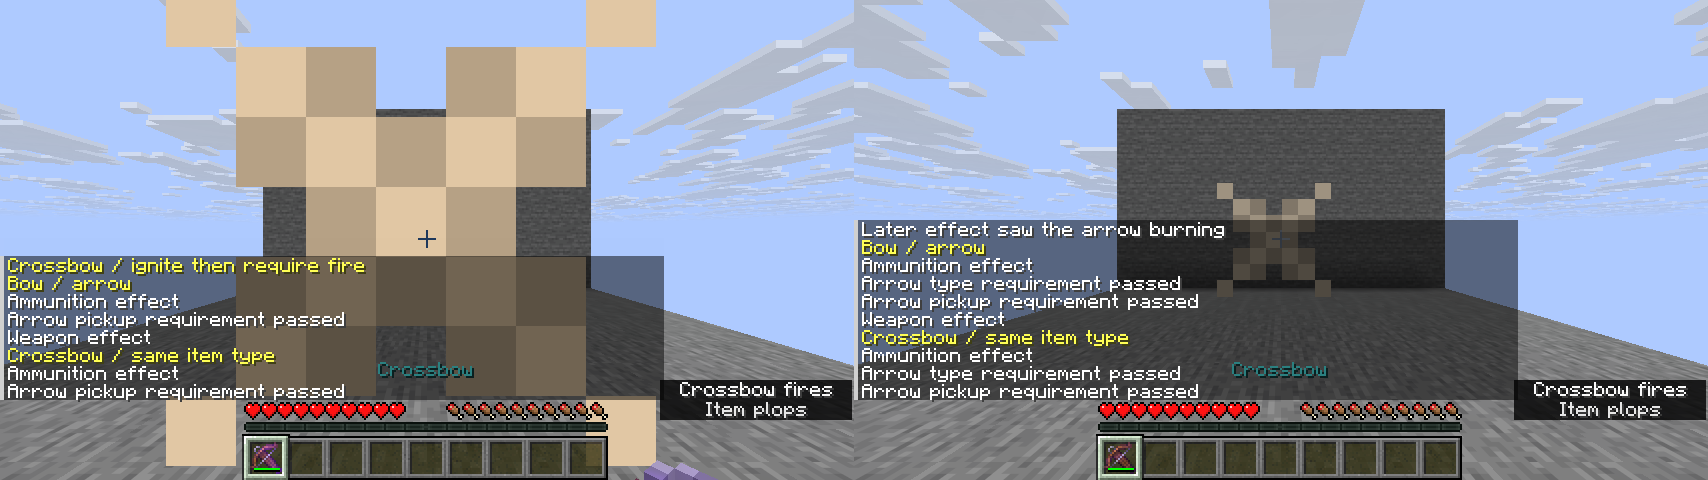 Crossbow / ignite then require fire
Bow / arrow
Ammunition effect
Arrow pickup requirement passed
Weapon effect
Crossbow / same item type
Ammunition effect
Arrow pickup requirement passed
Crossbow
Crossbow fires
Item plops
Later effect saw the arrow burning
Bow / arrow
Ammunition effect
Arrow type requirement passed
Arrow pickup requirement passed
Weapon effect
Crossbow / same item type
Ammunition effect
Arrow type requirement passed
Arrow pickup requirement passed
Crossbow
Crossbow fires
Item plops